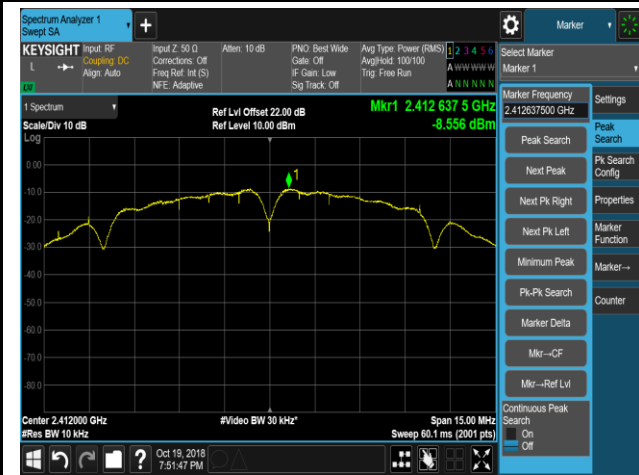 Spectrum Analyzer 1
Swept SA
+
Marker
KEYSIGHT
L
Input: RF
Coupling: DC
Align: Auto
Input Z: 50 Ω
Corrections: Off
Freq Ref: Int (S)
NFE: Adaptive
Atten: 10 dB
PNO: Best Wide
Gate: Off
IF Gain: Low
Sig Track: Off
Avg Type: Power (RMS)
Avg|Hold: 100/100
Trig: Free Run
1 2 3 4 5 6
A W W W W W
A N N N N N
Select Marker
Marker 1
1 Spectrum
Scale/Div 10 dB
Log
Ref Lvl Offset 22.00 dB
Ref Level 10.00 dBm
Mkr1 2.412 637 5 GHz
-8.556 dBm
1
0.00
-10.0
-20.0
-30.0
-40.0
-50.0
-60.0
-70.0
-80.0
Center 2.412000 GHz
#Res BW 10 kHz
#Video BW 30 kHz*
Span 15.00 MHz
Sweep 60.1 ms (2001 pts)
Marker Frequency
2.412637500 GHz
Peak Search
Next Peak
Next Pk Right
Next Pk Left
Minimum Peak
Pk-Pk Search
Marker Delta
Mkr→CF
Mkr→Ref Lvl
Continuous Peak
Search
On
Off
Settings
Peak
Search
Pk Search
Config
Properties
Marker
Function
Marker→
Counter
?
Oct 19, 2018
7:51:47 PM